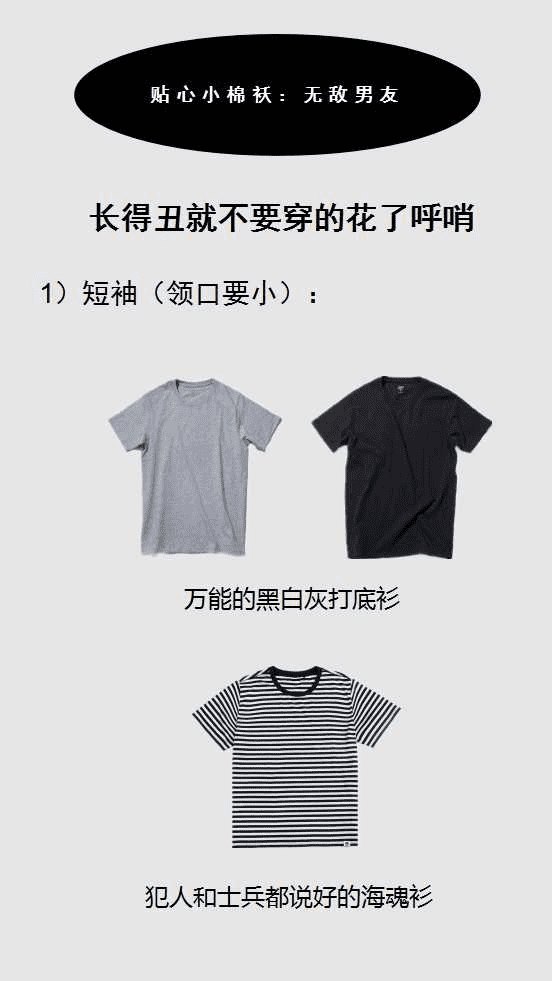 贴心小棉袄：无敌男友
长得丑就不要穿的花了呼哨
1）短袖（领口要小）：
万能的黑白灰打底衫
犯人和士兵都说好的海魂衫